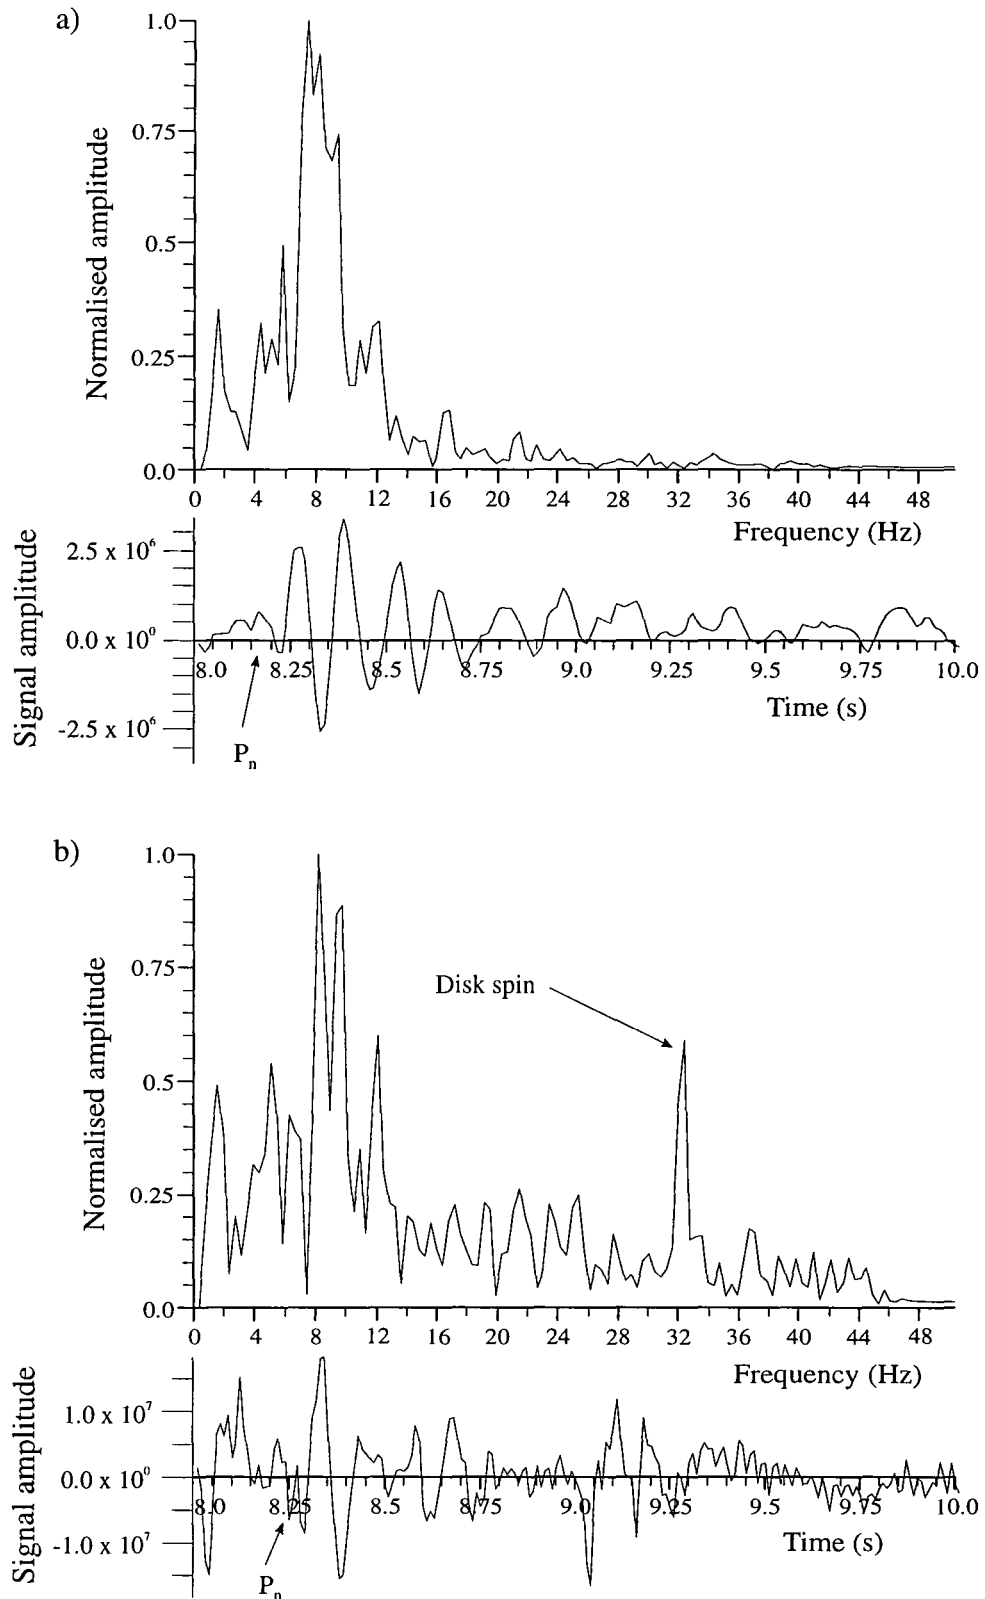 a)
1.0
0.75
0.5
0.25
0.0
Normalised amplitude
0 4 8 12 16 20 24 28 32 36 40 44 48
Frequency (Hz)
2.5 x 10⁶
0.0 x 10⁰
-2.5 x 10⁶
Signal amplitude
8.0 8.25 8.5 8.75 9.0 9.25 9.5 9.75 10.0
Time (s)
Pₙ
b)
1.0
0.75
0.5
0.25
0.0
Normalised amplitude
Disk spin
0 4 8 12 16 20 24 28 32 36 40 44 48
Frequency (Hz)
1.0 x 10⁷
0.0 x 10⁰
-1.0 x 10⁷
Signal amplitude
8.0 8.25 8.5 8.75 9.0 9.25 9.5 9.75 10.0
Time (s)
Pₙ